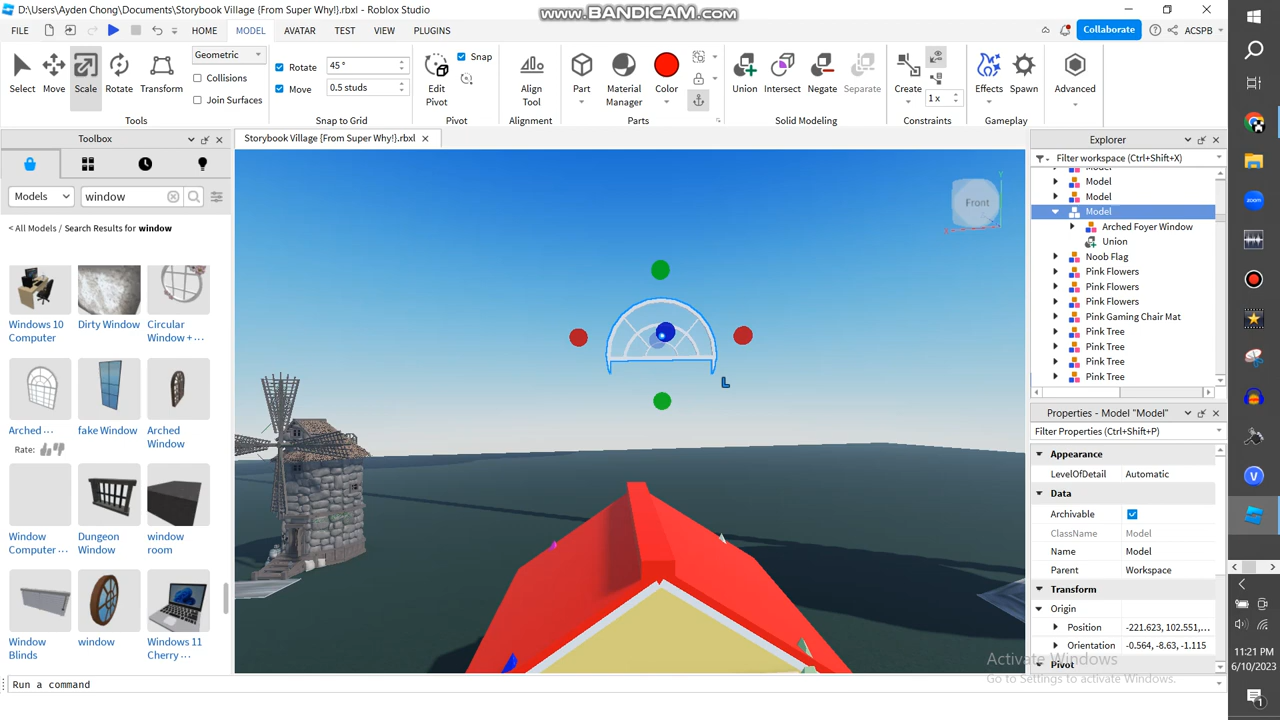 D:\Users\Ayden Chong\Documents\Storybook Village {From Super Why!}.rbxl - Roblox Studio
www.BANDICAM.com
FILE HOME MODEL AVATAR TEST VIEW PLUGINS Collaborate ACSPB
Select Move Scale Rotate Transform
Geometric
Collisions
Join Surfaces
Tools
Rotate 45 °
Move 0.5 studs
Snap to Grid
Edit Pivot
Snap
Pivot
Align Tool
Alignment
Part Material Manager Color
Parts
Union Intersect Negate Separate
Solid Modeling
Create
1 x
Constraints
Effects Spawn
Gameplay
Advanced
Toolbox
Models window
< All Models / Search Results for window
Windows 10 Computer
Dirty Window
Circular Window +...
Arched ...
Rate:
fake Window
Arched Window
Window Computer ...
Dungeon Window
window room
Window Blinds
window
Windows 11 Cherry ...
Storybook Village {From Super Why!}.rbxl
Front
Y
L
Explorer
Filter workspace (Ctrl+Shift+X)
Model
Model
Model
Model
Arched Foyer Window
Union
Noob Flag
Pink Flowers
Pink Flowers
Pink Flowers
Pink Gaming Chair Mat
Pink Tree
Pink Tree
Pink Tree
Pink Tree
Properties - Model "Model"
Filter Properties (Ctrl+Shift+P)
Appearance
LevelOfDetail Automatic
Data
Archivable
ClassName Model
Name Model
Parent Workspace
Transform
Origin
Position -221.623, 102.551,...
Orientation -0.564, -8.63, -1.115
Pivot
Activate Windows
Go to Settings to activate Windows.
Run a command
zoom
V
11:21 PM
6/10/2023
1